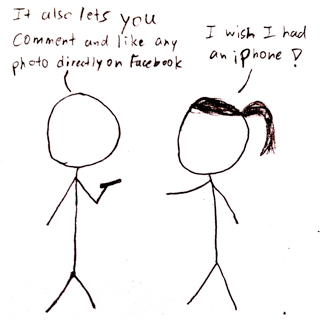 It also lets you
Comment and like any
photo directly on Facebook
I wish I had
an iphone !